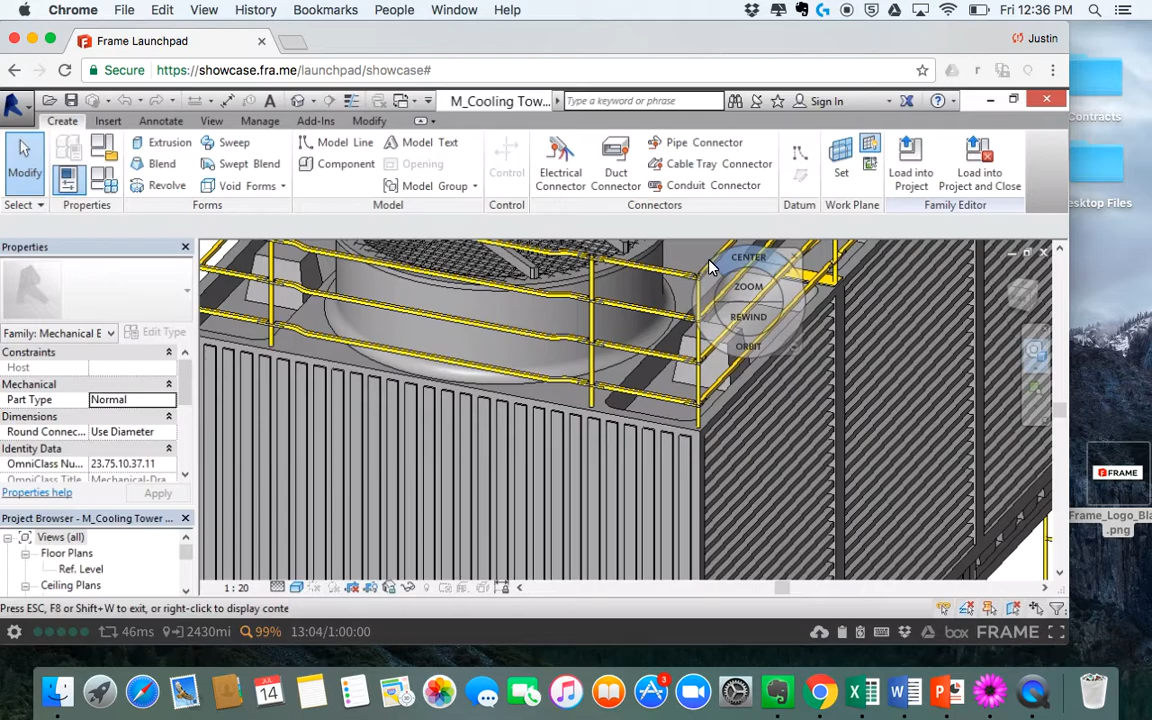 Chrome File Edit View History Bookmarks People Window Help Fri 12:36 PM
Frame Launchpad Justin
Secure https://showcase.fra.me/launchpad/showcase#
M_Cooling Tow... Type a keyword or phrase Sign In
Create Insert Annotate View Manage Add-Ins Modify
Modify
Extrusion Sweep
Blend Swept Blend
Revolve Void Forms
Model Line Model Text
Component Opening
Model Group
Control
Electrical Connector
Duct Connector
Pipe Connector
Cable Tray Connector
Conduit Connector
Set
Load into Project
Load into Project and Close
Select Properties Forms Model Control Connectors Datum Work Plane Family Editor
Properties
CENTER
ZOOM
REWIND
ORBIT
Family: Mechanical E Edit Type
Constraints
Host
Mechanical
Part Type Normal
Dimensions
Round Connec... Use Diameter
Identity Data
OmniClass Nu... 23.75.10.37.11
OmniClass Title Mechanical-Dra
Properties help Apply
Project Browser - M_Cooling Tower ...
Views (all)
Floor Plans
Ref. Level
Ceiling Plans
1 : 20
Press ESC, F8 or Shift+W to exit, or right-click to display conte
46ms 2430mi 99% 13:04/1:00:00 box FRAME
JUL
14
3
ontracts
esktop Files
FRAME
Frame_Logo_Bla
.png